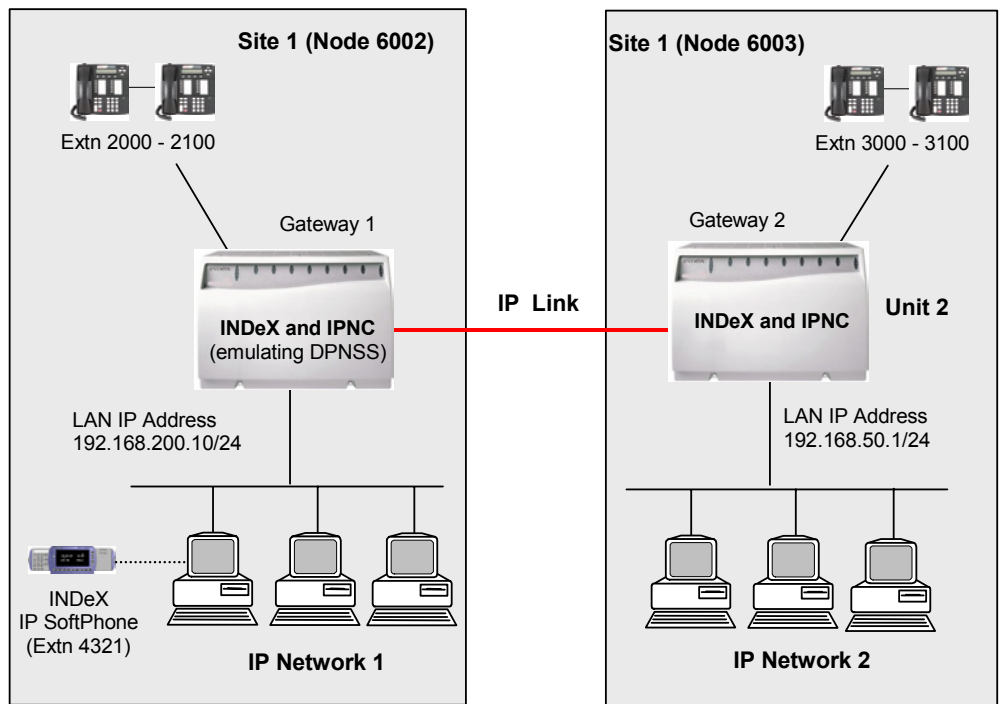 Site 1 (Node 6002)
Extn 2000 - 2100
Gateway 1
INDeX and IPNC
(emulating DPNSS)
LAN IP Address
192.168.200.10/24
INDeX
IP SoftPhone
(Extn 4321)
IP Network 1
IP Link
Site 1 (Node 6003)
Extn 3000 - 3100
Gateway 2
INDeX and IPNC
Unit 2
LAN IP Address
192.168.50.1/24
IP Network 2